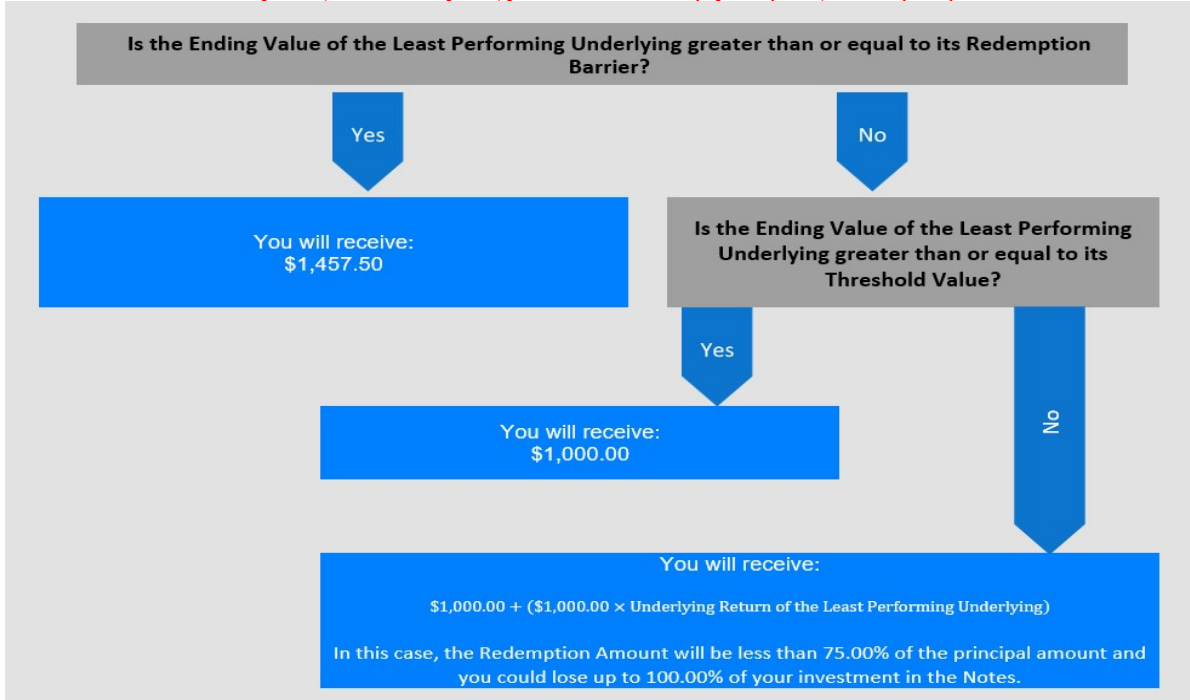 Is the Ending Value of the Least Performing Underlying greater than or equal to its Redemption
Barrier?
Yes
No
You will receive:
$1,457.50
Is the Ending Value of the Least Performing
Underlying greater than or equal to its
Threshold Value?
Yes
No
You will receive:
$1,000.00
You will receive:
$1,000.00 + ($1,000.00 × Underlying Return of the Least Performing Underlying)
In this case, the Redemption Amount will be less than 75.00% of the principal amount and
you could lose up to 100.00% of your investment in the Notes.